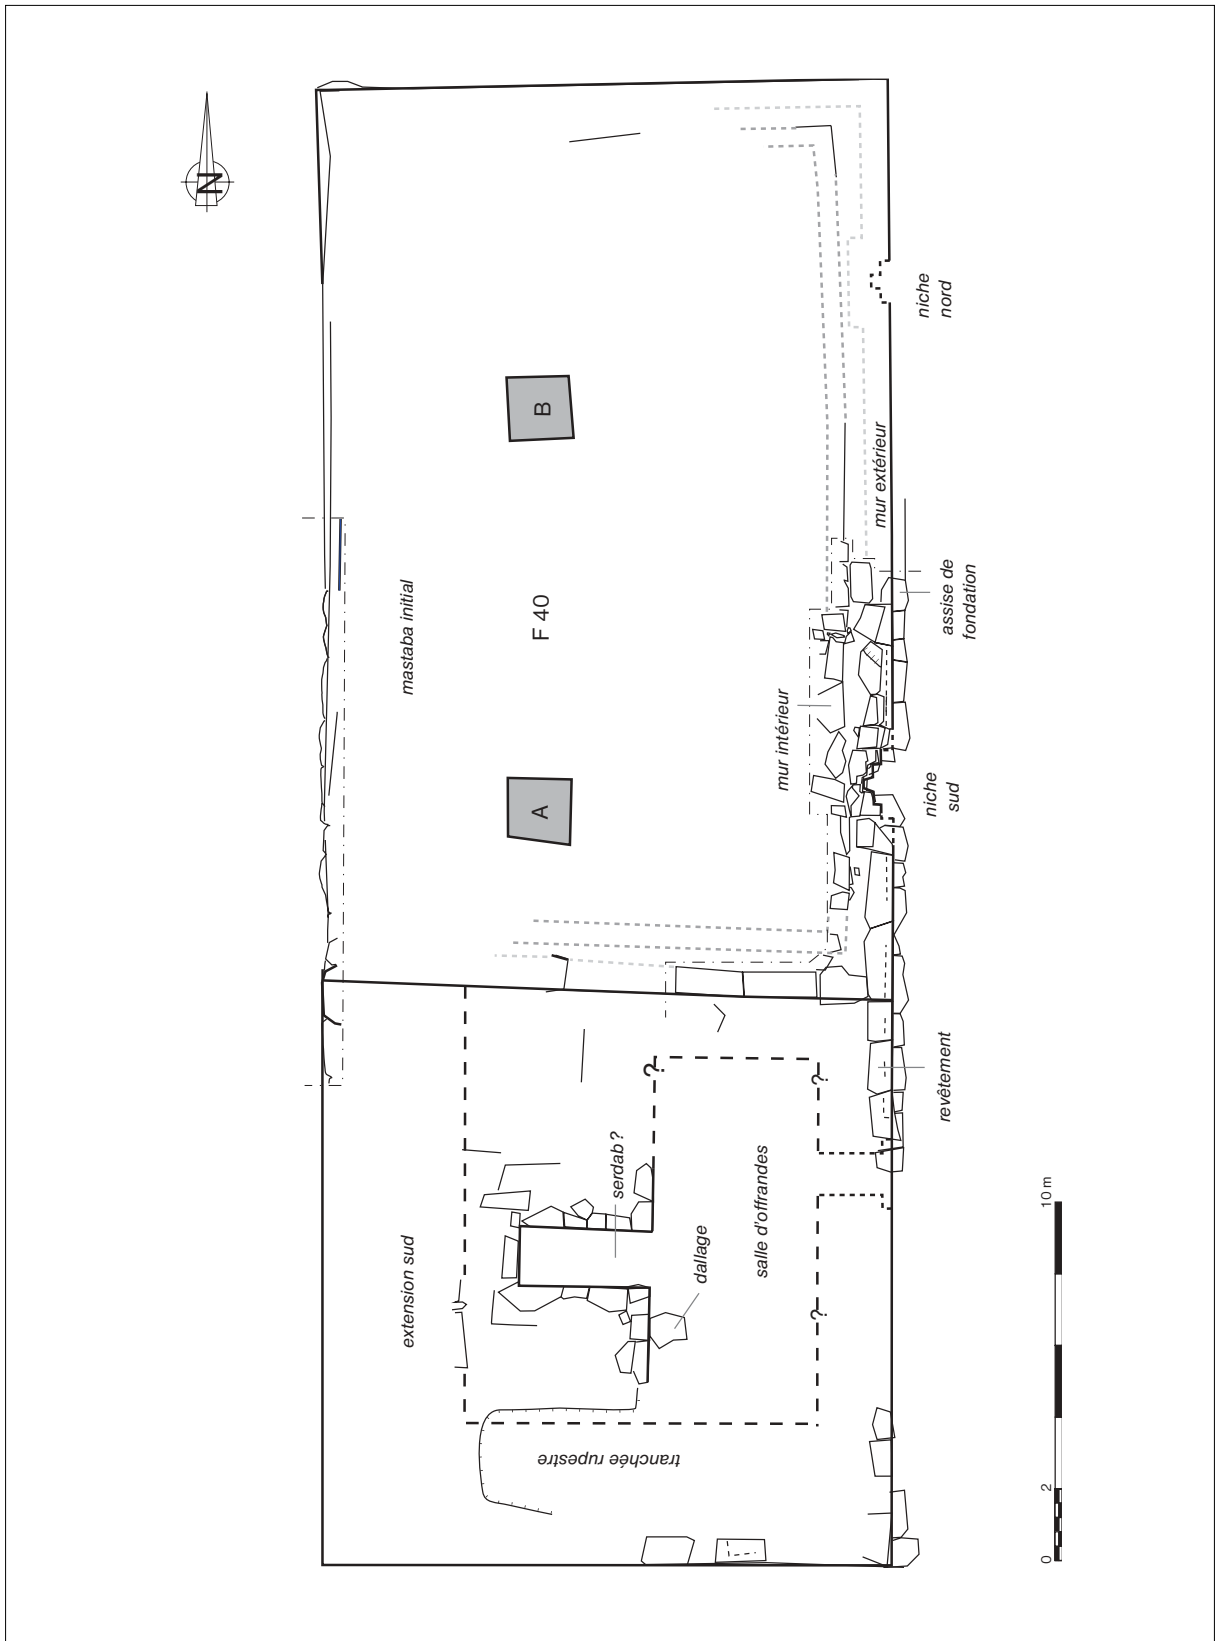 N
niche
nord
B
mur extérieur
mastaba initial
F 40
assise de
fondation
mur intérieur
A
niche
sud
?
?
revêtement
serdab ?
salle d'offrandes
dallage
extension sud
?
tranchée rupestre
0
2
10 m